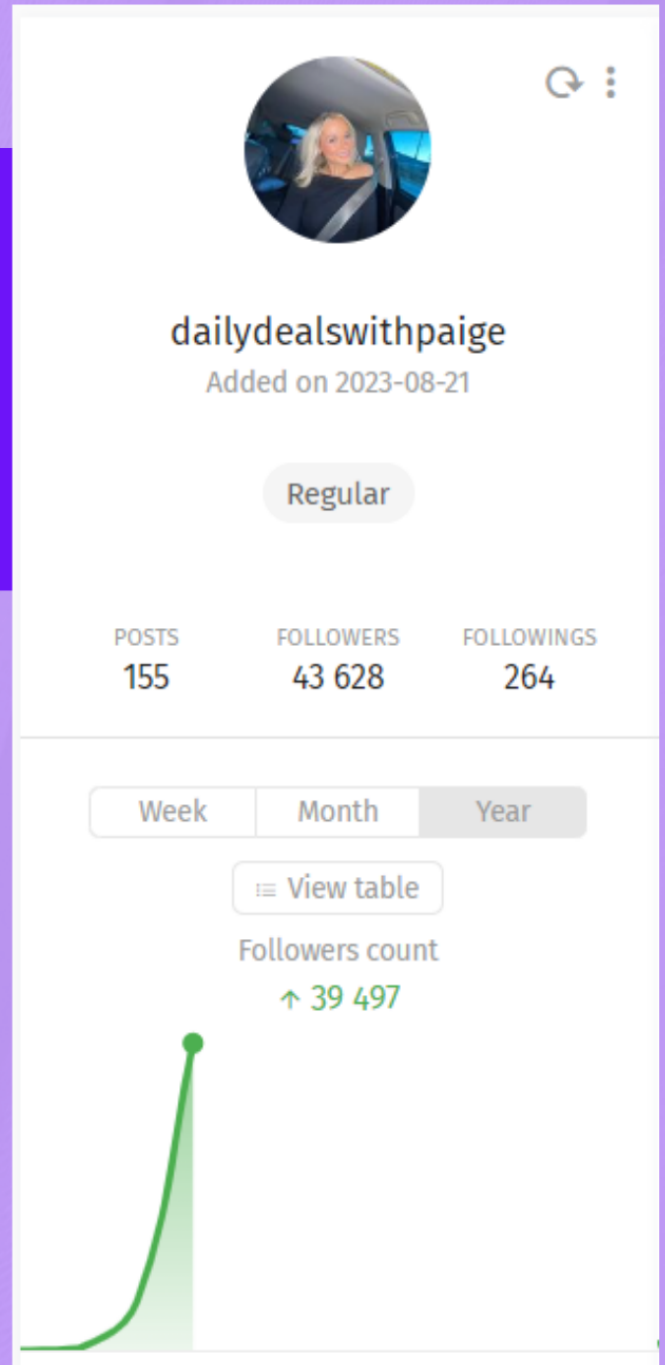 dailydealswithpaige
Added on 2023-08-21
Regular
POSTS FOLLOWERS FOLLOWINGS
155 43 628 264
Week Month Year
View table
Followers count
↑ 39 497